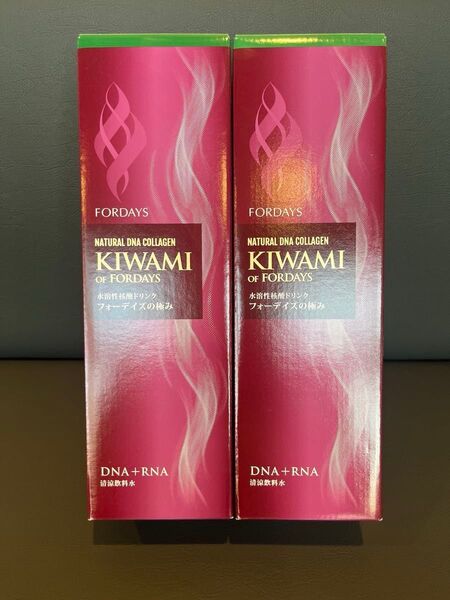 FORDAYS
NATURAL DNA COLLAGEN
KIWAMI
OF FORDAYS
水溶性核酸ドリンク
フォーデイズの極み
DNA+RNA
清涼飲料水
FORDAYS
NATURAL DNA COLLAGEN
KIWAMI
OF FORDAYS
水溶性核酸ドリンク
フォーデイズの極み
DNA+RNA
清涼飲料水